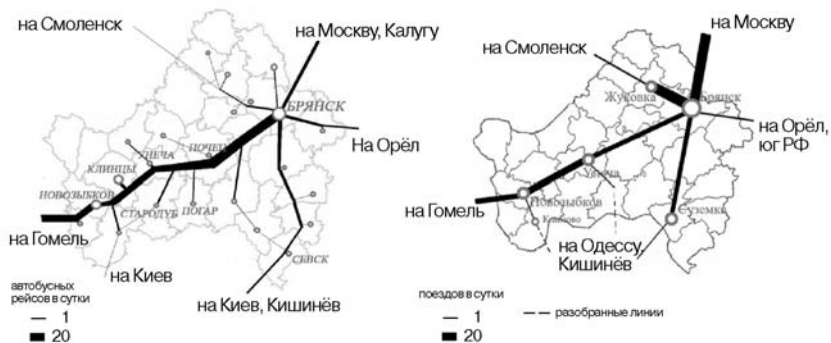 на Смоленск
на Москву, Калугу
БРЯНСК
На Орёл
УНЕЧА
ПОЧЕП
КЛИНЦЫ
НОВОЗЫБКОВ
СТАРОДУБ
ПОГАР
на Гомель
на Киев
СЕВСК
на Киев, Кишинёв
автобусных
рейсов в сутки
1
20
на Москву
на Смоленск
Жуковка
Брянск
на Орёл,
юг РФ
Унеча
Новозыбков
на Гомель
Суземка
на Одессу,
Кишинёв
поездов в сутки
1
20
разобранные линии